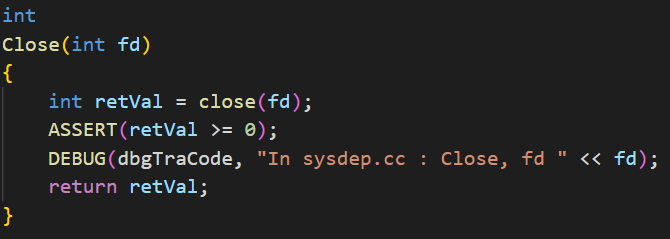 int
Close(int fd)
{
    int retVal = close(fd);
    ASSERT(retVal >= 0);
    DEBUG(dbgTraCode, "In sysdep.cc : Close, fd " << fd);
    return retVal;
}